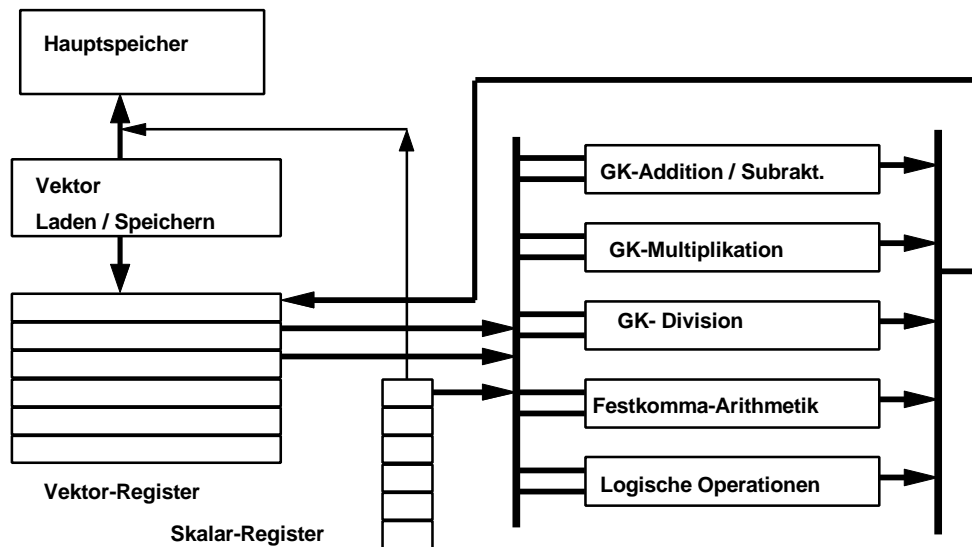 Hauptspeicher
Vektor
Laden / Speichern
GK-Addition / Subrakt.
GK-Multiplikation
GK- Division
Festkomma-Arithmetik
Logische Operationen
Vektor-Register
Skalar-Register